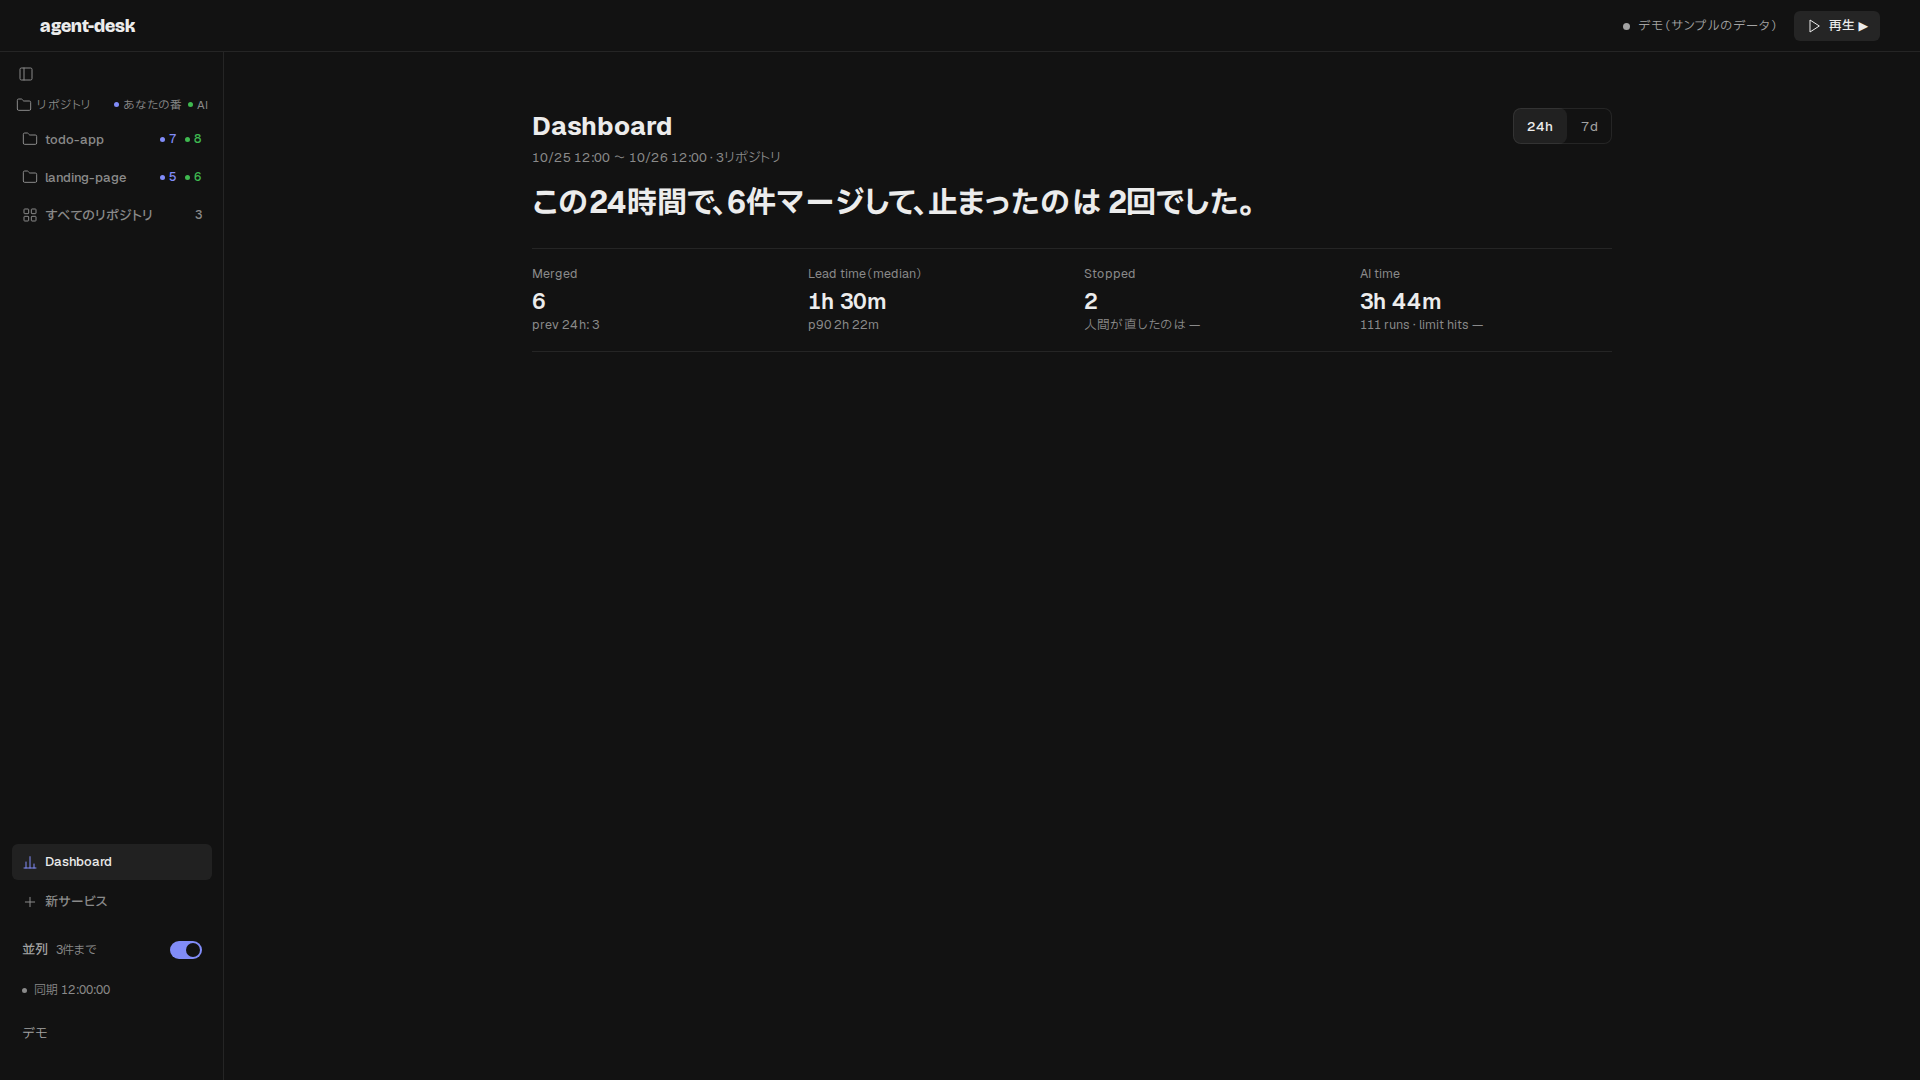 agent-desk
デモ（サンプルのデータ）
再生 ▶
リポジトリ
あなたの番
AI
todo-app
7
8
landing-page
5
6
すべてのリポジトリ
3
Dashboard
24h
7d
10/25 12:00 〜 10/26 12:00 · 3リポジトリ
この24時間で、6件マージして、止まったのは 2回でした。
Merged
6
prev 24h: 3
Lead time（median）
1h 30m
p90 2h 22m
Stopped
2
人間が直したのは —
AI time
3h 44m
111 runs · limit hits —
Dashboard
新サービス
並列 3件まで
同期 12:00:00
デモ